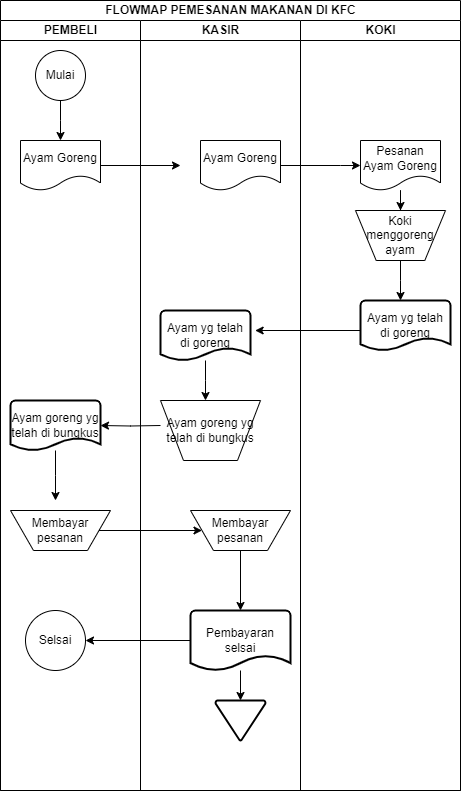 FLOWMAP PEMESANAN MAKANAN DI KFC
PEMBELI
KASIR
KOKI
Mulai
Ayam Goreng
Ayam Goreng
Pesanan
Ayam Goreng
Koki
menggoreng
ayam
Ayam yg telah
di goreng
Ayam yg telah
di goreng
Ayam goreng yg
telah di bungkus
Ayam goreng yg
telah di bungkus
Membayar
pesanan
Membayar
pesanan
Pembayaran
selsai
Selsai